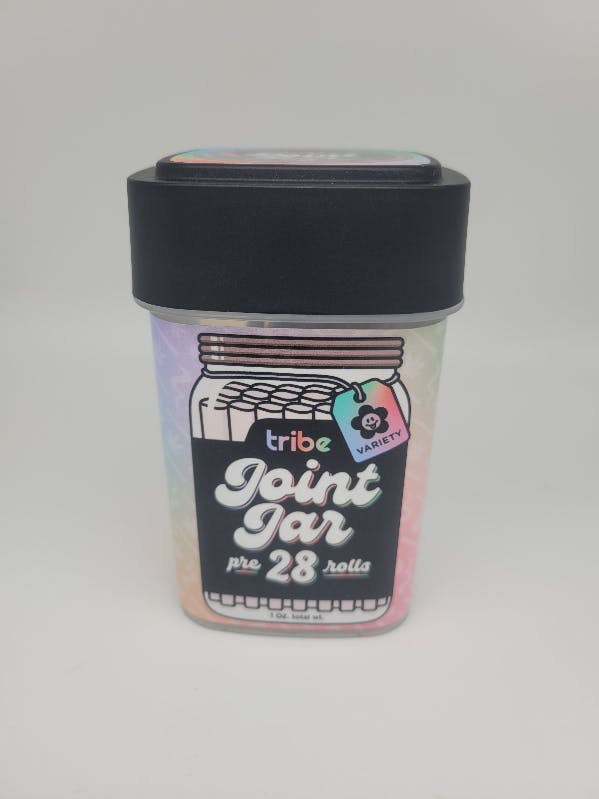 tribe
VARIETY
Joint
Jar
pre 28 rolls
1 Oz. total wt.